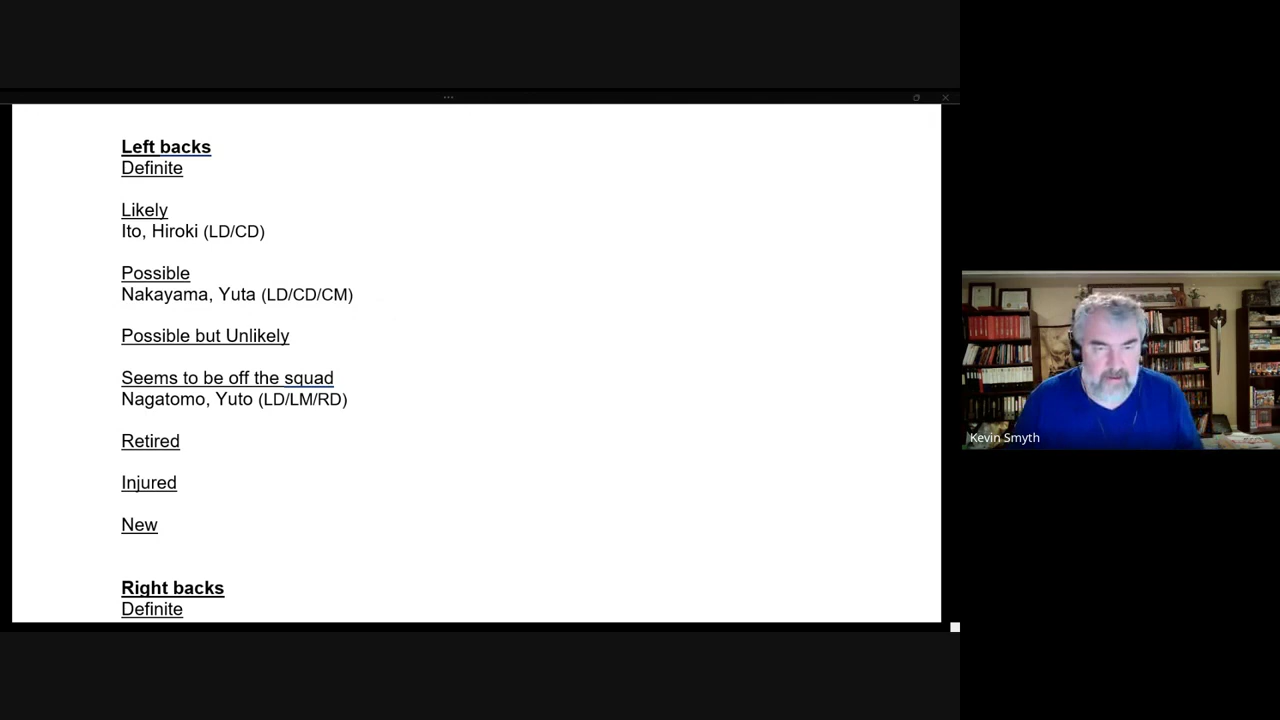 Left backs
Definite
Likely
Ito, Hiroki (LD/CD)
Possible
Nakayama, Yuta (LD/CD/CM)
Possible but Unlikely
Seems to be off the squad
Nagatomo, Yuto (LD/LM/RD)
Retired
Injured
New
Right backs
Definite
Kevin Smyth